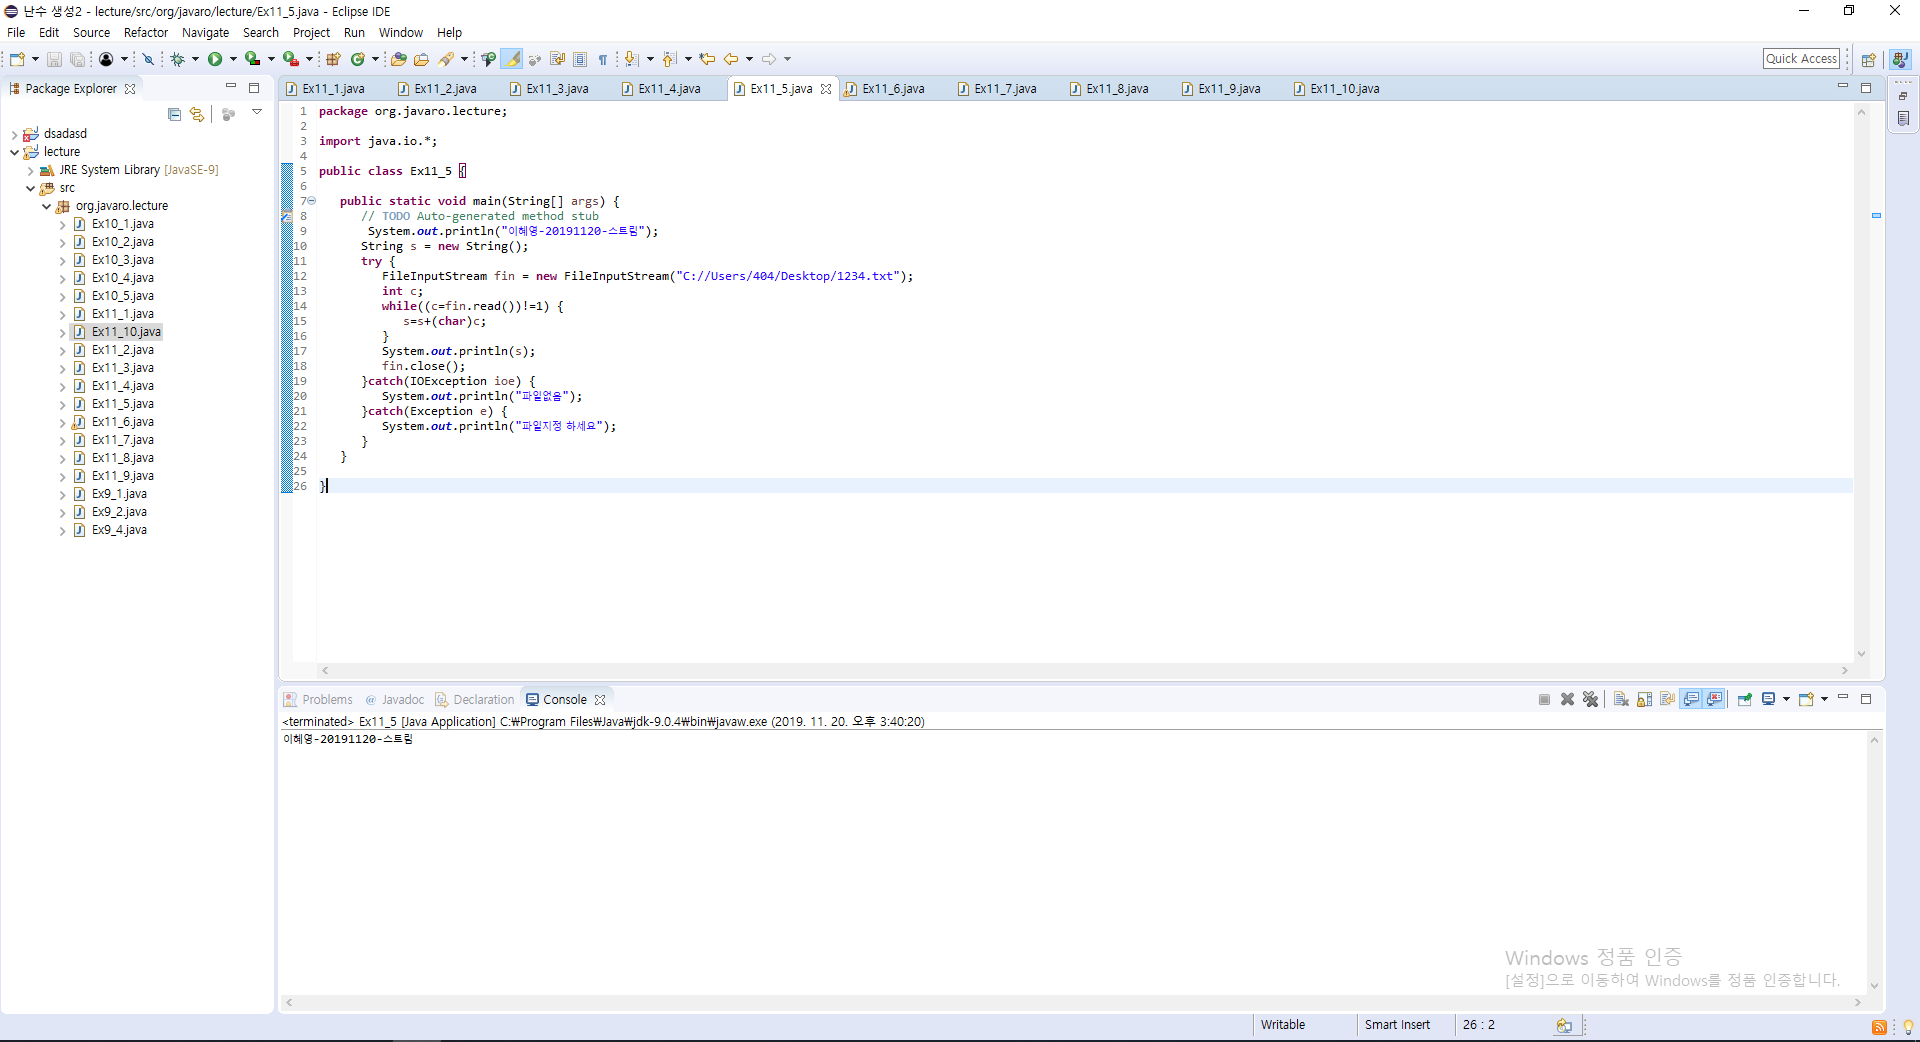 난수 생성2 - lecture/src/org/javaro/lecture/Ex11_5.java - Eclipse IDE
File Edit Source Refactor Navigate Search Project Run Window Help
Quick Access
Package Explorer
dsadasd
lecture
JRE System Library [JavaSE-9]
src
org.javaro.lecture
Ex10_1.java
Ex10_2.java
Ex10_3.java
Ex10_4.java
Ex10_5.java
Ex11_1.java
Ex11_10.java
Ex11_2.java
Ex11_3.java
Ex11_4.java
Ex11_5.java
Ex11_6.java
Ex11_7.java
Ex11_8.java
Ex11_9.java
Ex9_1.java
Ex9_2.java
Ex9_4.java
Ex11_1.java Ex11_2.java Ex11_3.java Ex11_4.java Ex11_5.java Ex11_6.java Ex11_7.java Ex11_8.java Ex11_9.java Ex11_10.java
1 package org.javaro.lecture;
2
3 import java.io.*;
4
5 public class Ex11_5 {
6
7 public static void main(String[] args) {
8 // TODO Auto-generated method stub
9 System.out.println("이혜영-20191120-스트림");
10 String s = new String();
11 try {
12 FileInputStream fin = new FileInputStream("C://Users/404/Desktop/1234.txt");
13 int c;
14 while((c=fin.read())!=1) {
15 s=s+(char)c;
16 }
17 System.out.println(s);
18 fin.close();
19 }catch(IOException ioe) {
20 System.out.println("파일없음");
21 }catch(Exception e) {
22 System.out.println("파일지정 하세요");
23 }
24 }
25
26 }
Problems @ Javadoc Declaration Console
<terminated> Ex11_5 [Java Application] C:₩Program Files₩Java₩jdk-9.0.4₩bin₩javaw.exe (2019. 11. 20. 오후 3:40:20)
이혜영-20191120-스트림
Windows 정품 인증
[설정]으로 이동하여 Windows를 정품 인증합니다.
Writable Smart Insert 26 : 2